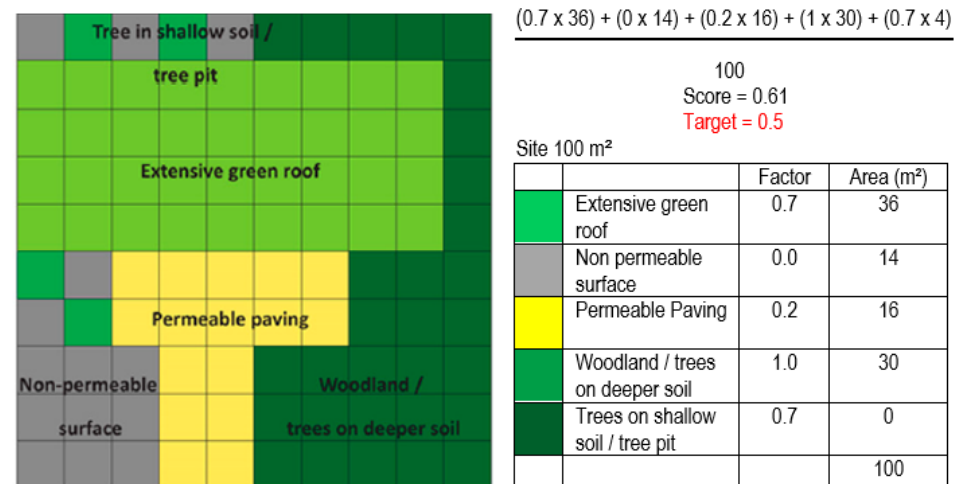 Tree in shallow soil /
tree pit
Extensive green roof
Permeable paving
Non-permeable
surface
Woodland /
trees on deeper soil
(0.7 x 36) + (0 x 14) + (0.2 x 16) + (1 x 30) + (0.7 x 4)
100
Score = 0.61
Target = 0.5
Site 100 m²
Factor Area (m²)
Extensive green 0.7 36
roof
Non permeable 0.0 14
surface
Permeable Paving 0.2 16
Woodland / trees 1.0 30
on deeper soil
Trees on shallow 0.7 0
soil / tree pit
100